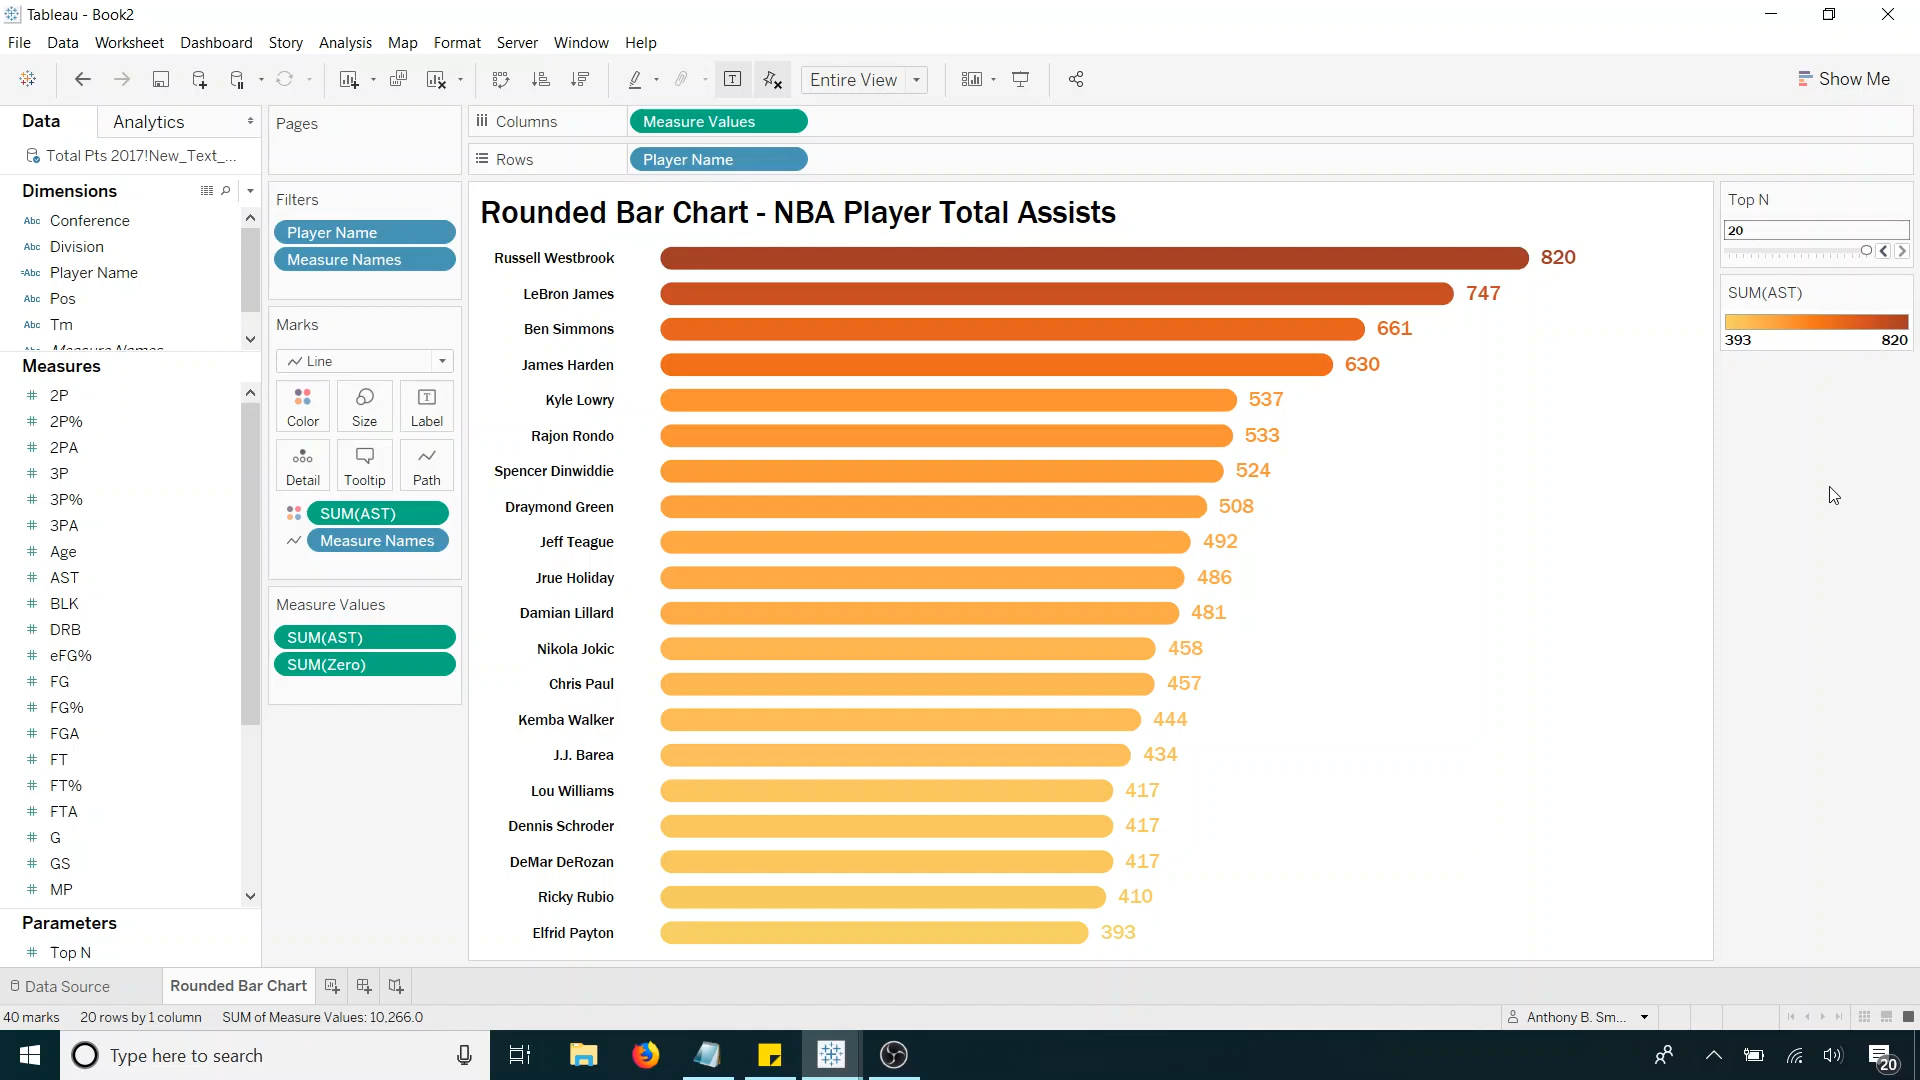 Tableau - Book2
File Data Worksheet Dashboard Story Analysis Map Format Server Window Help
Entire View
Show Me
Data
Analytics
Total Pts 2017!New_Text_...
Dimensions
Abc Conference
Abc Division
=Abc Player Name
Abc Pos
Abc Tm
Abc Measure Names
Measures
# 2P
# 2P%
# 2PA
# 3P
# 3P%
# 3PA
# Age
# AST
# BLK
# DRB
# eFG%
# FG
# FG%
# FGA
# FT
# FT%
# FTA
# G
# GS
# MP
Parameters
# Top N
Pages
Filters
Player Name
Measure Names
Marks
Line
Color Size Label
Detail Tooltip Path
SUM(AST)
Measure Names
Measure Values
SUM(AST)
SUM(Zero)
Columns Measure Values
Rows Player Name
Rounded Bar Chart - NBA Player Total Assists
Russell Westbrook 820
LeBron James 747
Ben Simmons 661
James Harden 630
Kyle Lowry 537
Rajon Rondo 533
Spencer Dinwiddie 524
Draymond Green 508
Jeff Teague 492
Jrue Holiday 486
Damian Lillard 481
Nikola Jokic 458
Chris Paul 457
Kemba Walker 444
J.J. Barea 434
Lou Williams 417
Dennis Schroder 417
DeMar DeRozan 417
Ricky Rubio 410
Elfrid Payton 393
Top N
20
SUM(AST)
393 820
Data Source
Rounded Bar Chart
40 marks 20 rows by 1 column SUM of Measure Values: 10,266.0
Anthony B. Sm...
Type here to search
20